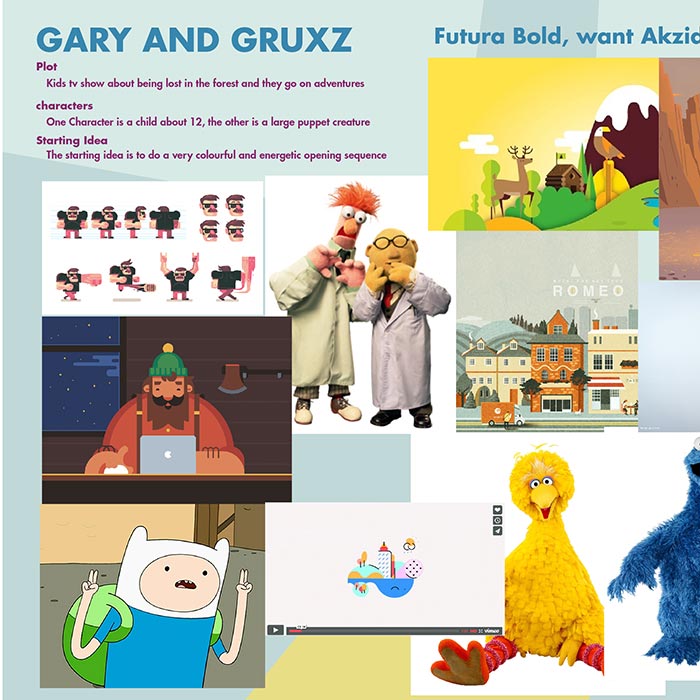 GARY AND GRUXZ
Futura Bold, want Akzid
Plot
Kids tv show about being lost in the forest and they go on adventures
characters
One Character is a child about 12, the other is a large puppet creature
Starting Idea
The starting idea is to do a very colourful and energetic opening sequence
ROMEO
vimeo